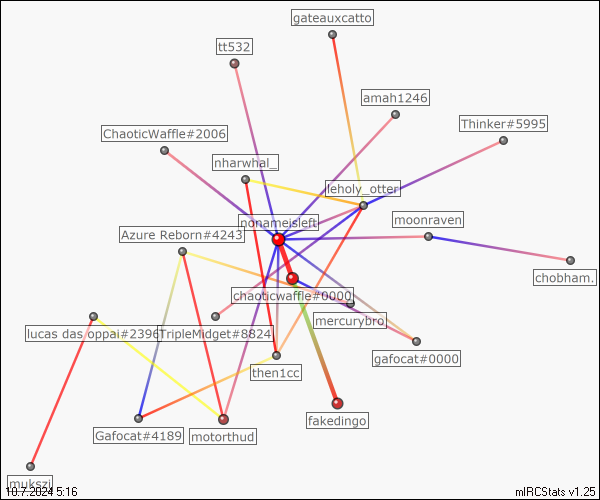 gateauxcatto
tt532
amah1246
Thinker#5995
ChaoticWaffle#2006
nharwhal_
leholy_otter
nonameisleft
moonraven
Azure Reborn#4243
chobham.
chaoticwaffle#0000
mercurybro
lucas das oppai#2396
TripleMidget#8824
gafocat#0000
then1cc
fakedingo
Gafocat#4189
motorthud
mukszi
10.7.2024 5:16
mIRCStats v1.25